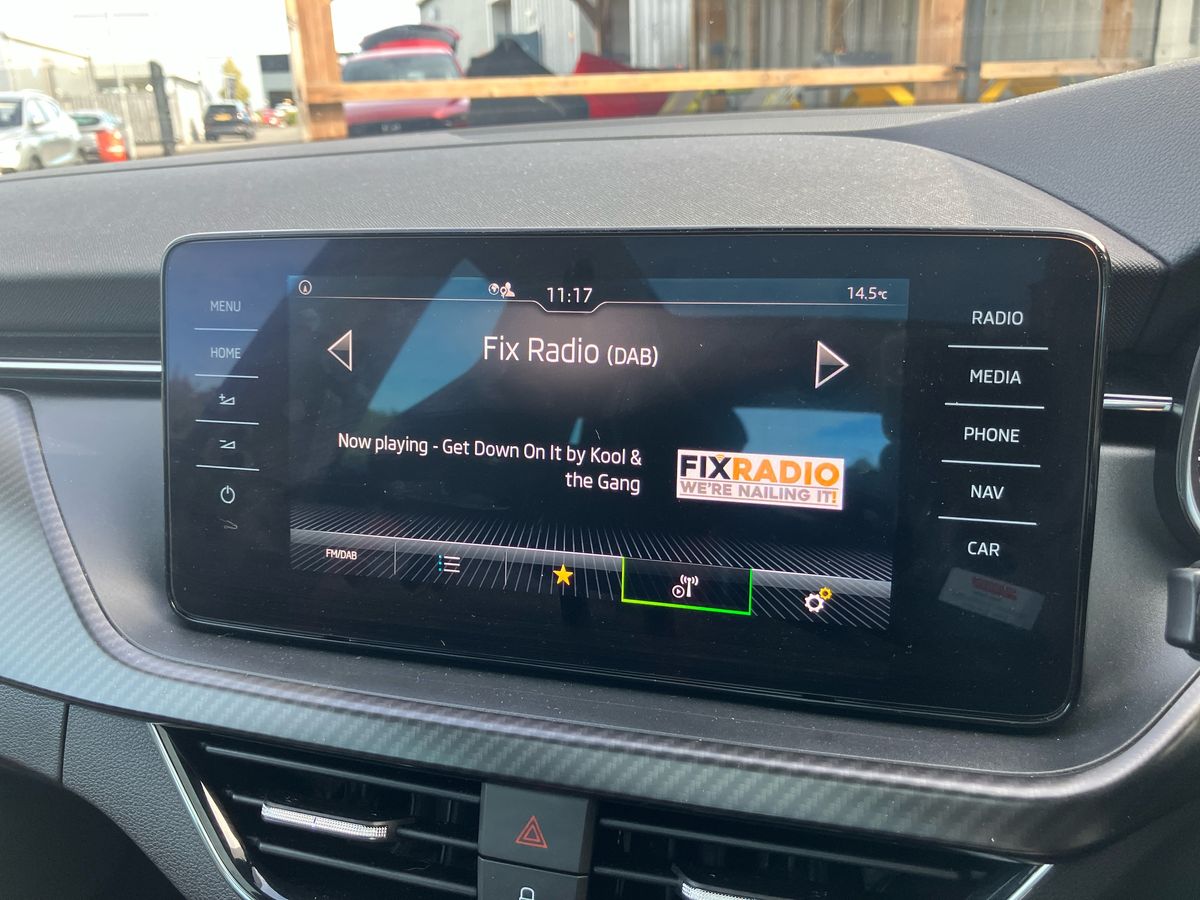 11:17
14.5°C
MENU
HOME
Fix Radio (DAB)
Now playing - Get Down On It by Kool &
the Gang
FIXRADIO
WE'RE NAILING IT!
FM/DAB
RADIO
MEDIA
PHONE
NAV
CAR